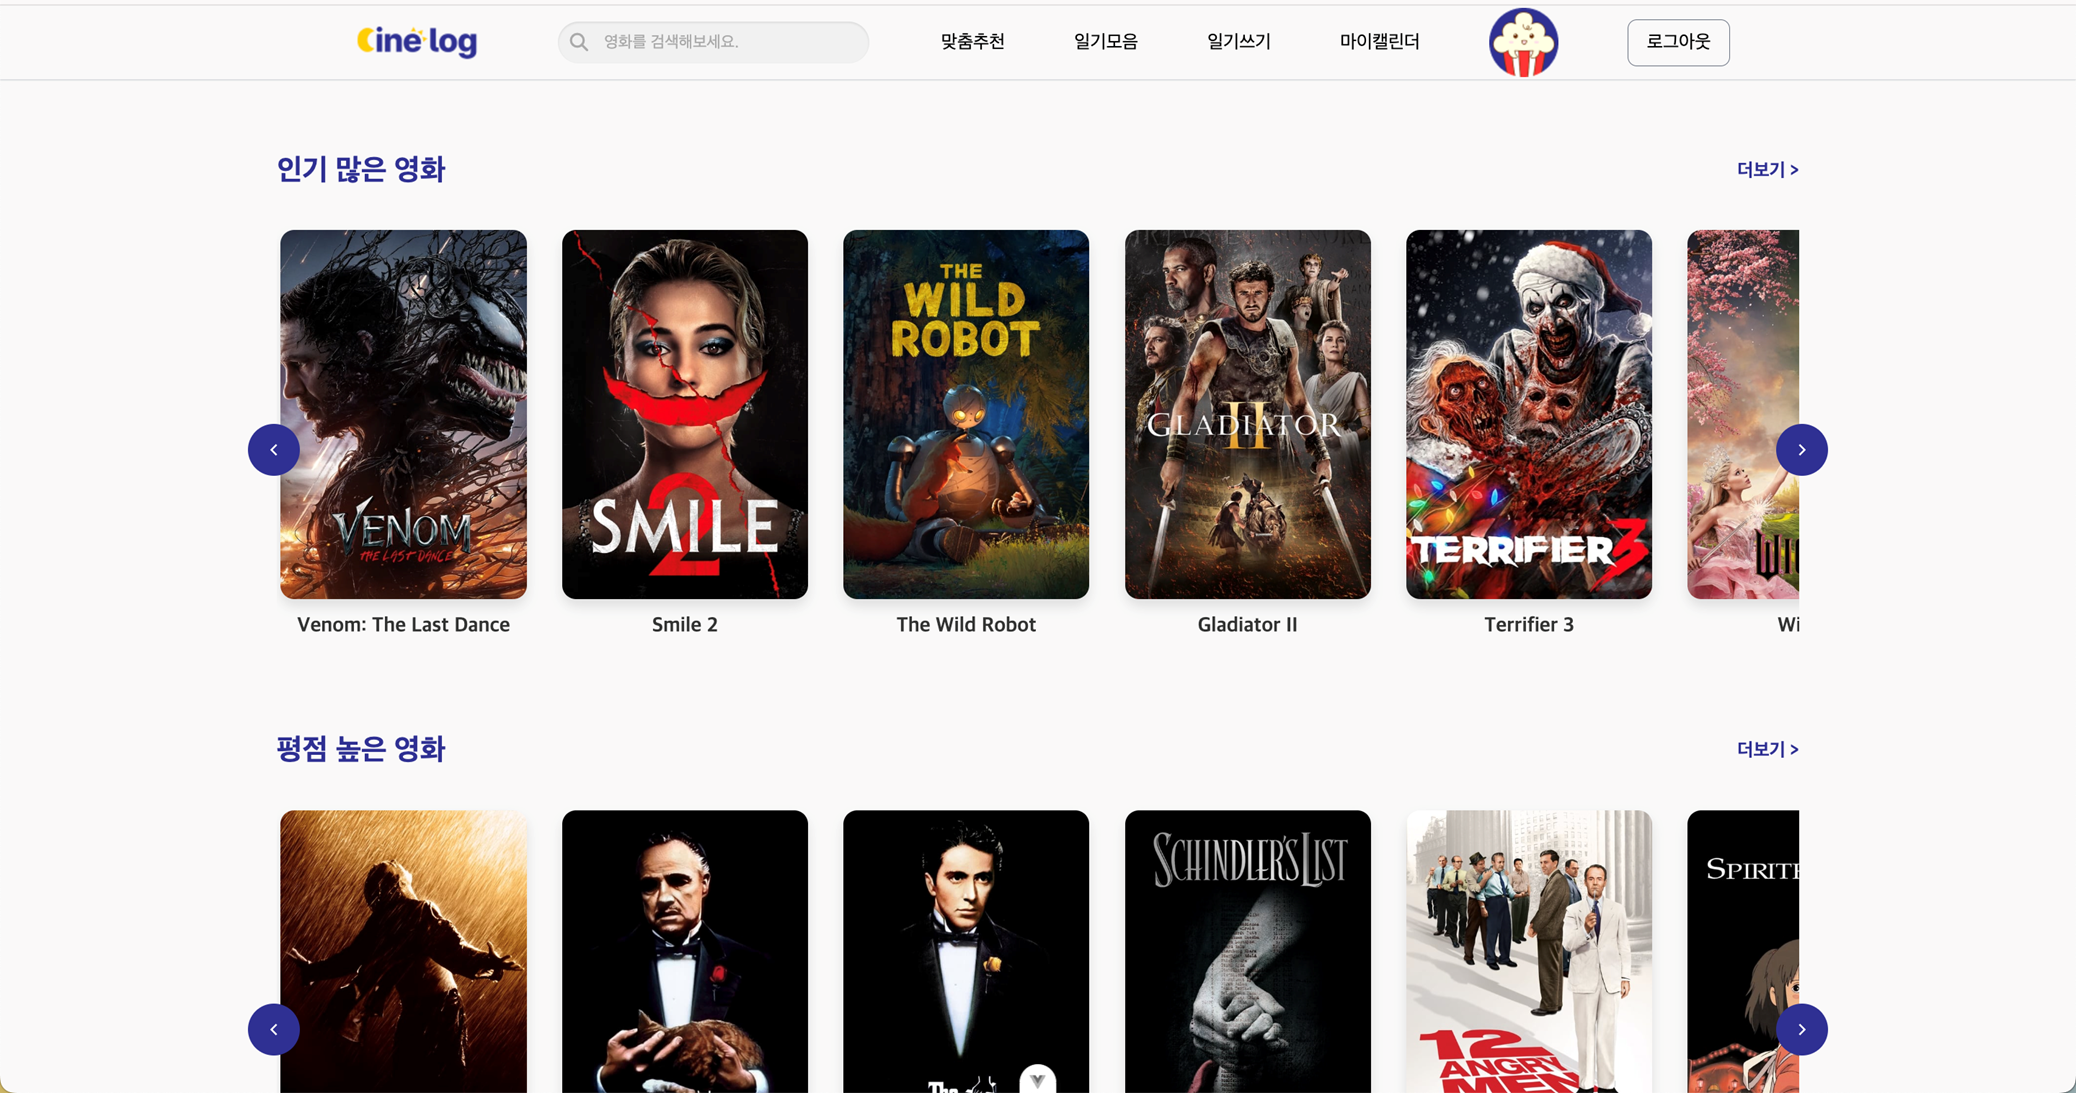 Cine log
영화를 검색해보세요.
맞춤추천
일기모음
일기쓰기
마이캘린더
로그아웃
인기 많은 영화
더보기 >
VENOM
THE LAST DANCE
SMILE
2
THE
WILD
ROBOT
GLADIATOR
II
TERRIFIER 3
Venom: The Last Dance
Smile 2
The Wild Robot
Gladiator II
Terrifier 3
Wi
평점 높은 영화
더보기 >
The
SCHINDLER'S LIST
12
ANGRY
MEN
SPIRIT